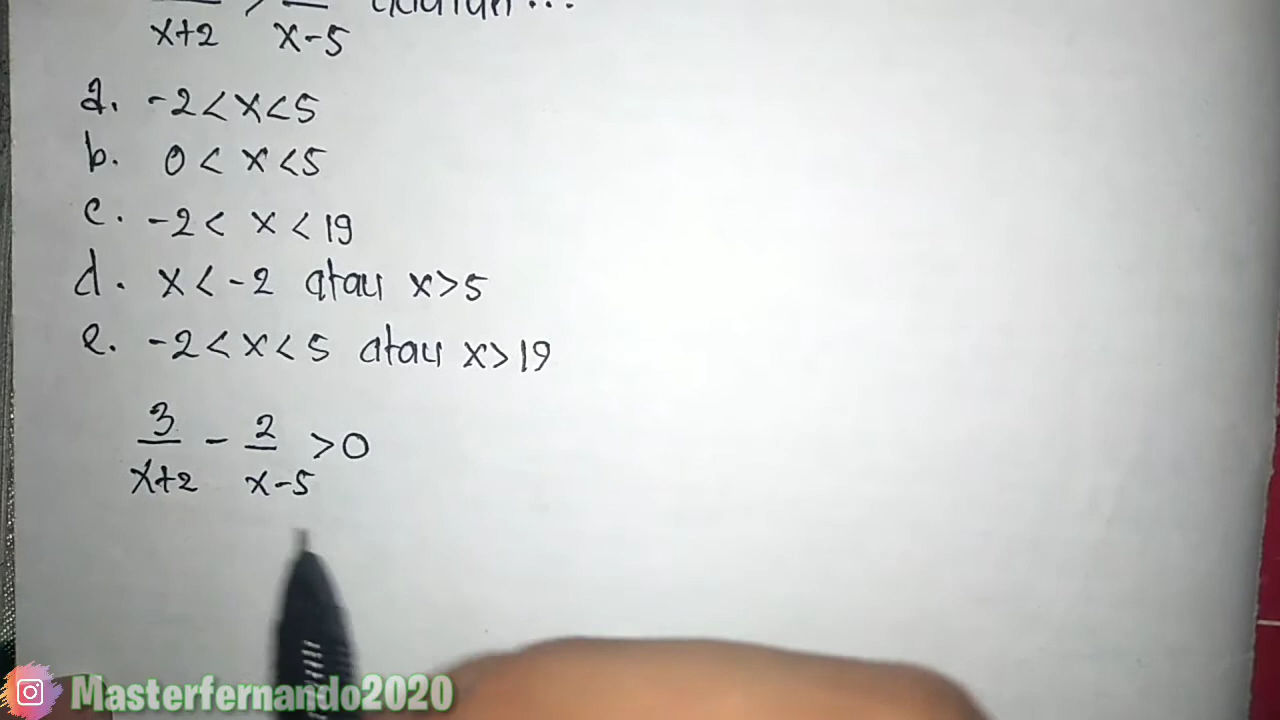 x+2 > x-5 adalah...
a. -2 < x < 5
b. 0 < x < 5
c. -2 < x < 19
d. x < -2 atau x > 5
e. -2 < x < 5 atau x > 19
3/(x+2) - 2/(x-5) > 0
Masterfernando2020